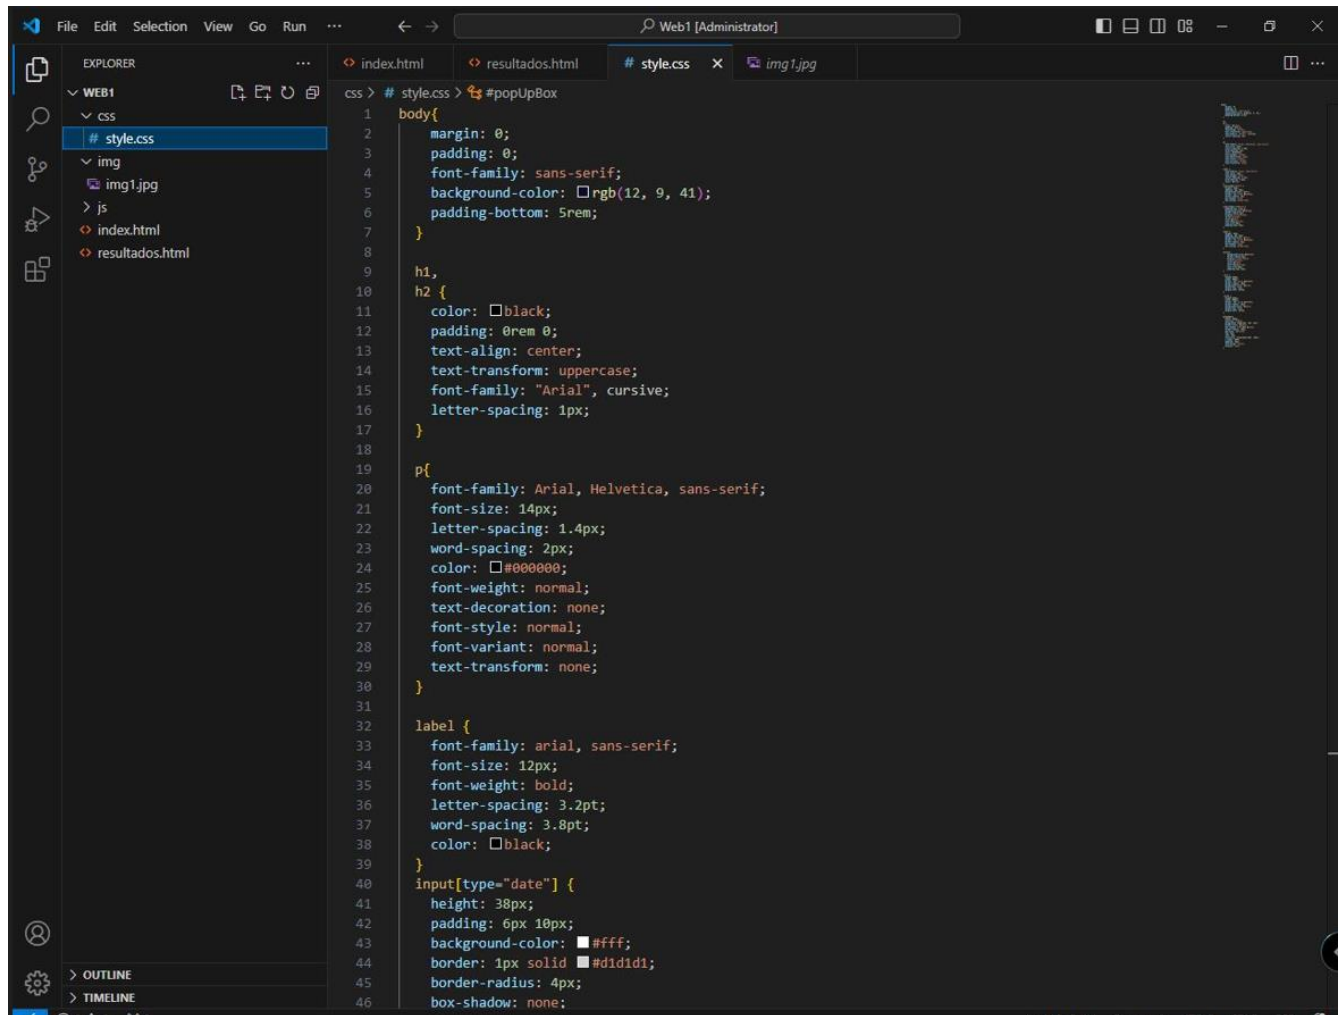 File Edit Selection View Go Run ··· Web1 [Administrator]
EXPLORER ···
WEB1
css
# style.css
img
img1.jpg
js
index.html
resultados.html
OUTLINE
TIMELINE
index.html resultados.html # style.css img1.jpg
css > # style.css > #popUpBox
1 body{
2 margin: 0;
3 padding: 0;
4 font-family: sans-serif;
5 background-color: rgb(12, 9, 41);
6 padding-bottom: 5rem;
7 }
8
9 h1,
10 h2 {
11 color: black;
12 padding: 0rem 0;
13 text-align: center;
14 text-transform: uppercase;
15 font-family: "Arial", cursive;
16 letter-spacing: 1px;
17 }
18
19 p{
20 font-family: Arial, Helvetica, sans-serif;
21 font-size: 14px;
22 letter-spacing: 1.4px;
23 word-spacing: 2px;
24 color: #000000;
25 font-weight: normal;
26 text-decoration: none;
27 font-style: normal;
28 font-variant: normal;
29 text-transform: none;
30 }
31
32 label {
33 font-family: arial, sans-serif;
34 font-size: 12px;
35 font-weight: bold;
36 letter-spacing: 3.2pt;
37 word-spacing: 3.8pt;
38 color: black;
39 }
40 input[type="date"] {
41 height: 38px;
42 padding: 6px 10px;
43 background-color: #fff;
44 border: 1px solid #d1d1d1;
45 border-radius: 4px;
46 box-shadow: none;